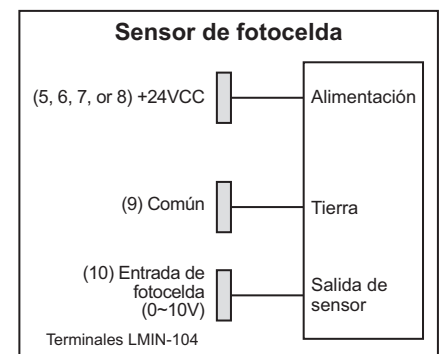 Sensor de fotocelda
(5, 6, 7, or 8) +24VCC
Alimentación
(9) Común
Tierra
(10) Entrada de
fotocelda
(0~10V)
Salida de
sensor
Terminales LMIN-104